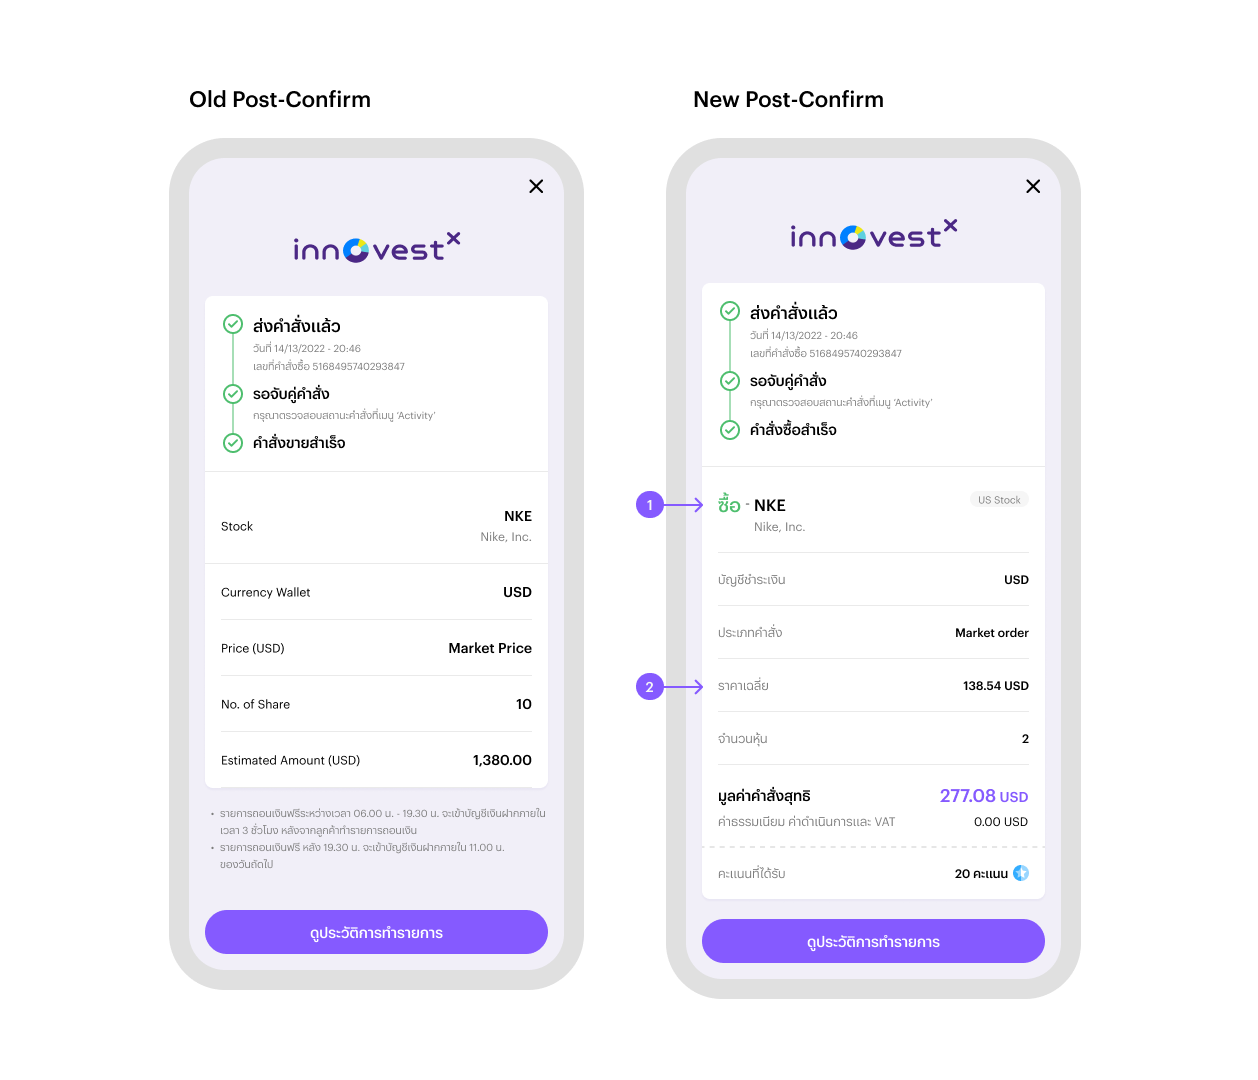 Old Post-Confirm
innovestx
ส่งคำสั่งแล้ว
วันที่ 14/13/2022 - 20:46
เลขที่คำสั่งซื้อ 5168495740293847
รอจับคู่คำสั่ง
กรุณาตรวจสอบสถานะคำสั่งที่เมนู ‘Activity’
คำสั่งขายสำเร็จ
Stock
NKE
Nike, Inc.
Currency Wallet
USD
Price (USD)
Market Price
No. of Share
10
Estimated Amount (USD)
1,380.00
• รายการถอนเงินฟรีระหว่างเวลา 06.00 น. - 19.30 น. จะเข้าบัญชีเงินฝากภายใน
เวลา 3 ชั่วโมง หลังจากลูกค้าทำรายการถอนเงิน
• รายการถอนเงินฟรี หลัง 19.30 น. จะเข้าบัญชีเงินฝากภายใน 11.00 น.
ของวันถัดไป
ดูประวัติการทำรายการ
New Post-Confirm
innovestx
ส่งคำสั่งแล้ว
วันที่ 14/13/2022 - 20:46
เลขที่คำสั่งซื้อ 5168495740293847
รอจับคู่คำสั่ง
กรุณาตรวจสอบสถานะคำสั่งที่เมนู ‘Activity’
คำสั่งซื้อสำเร็จ
1
ซื้อ - NKE
US Stock
Nike, Inc.
บัญชีชำระเงิน
USD
ประเภทคำสั่ง
Market order
2
ราคาเฉลี่ย
138.54 USD
จำนวนหุ้น
2
มูลค่าคำสั่งสุทธิ
277.08 USD
ค่าธรรมเนียม ค่าดำเนินการและ VAT
0.00 USD
คะแนนที่ได้รับ
20 คะแนน
ดูประวัติการทำรายการ